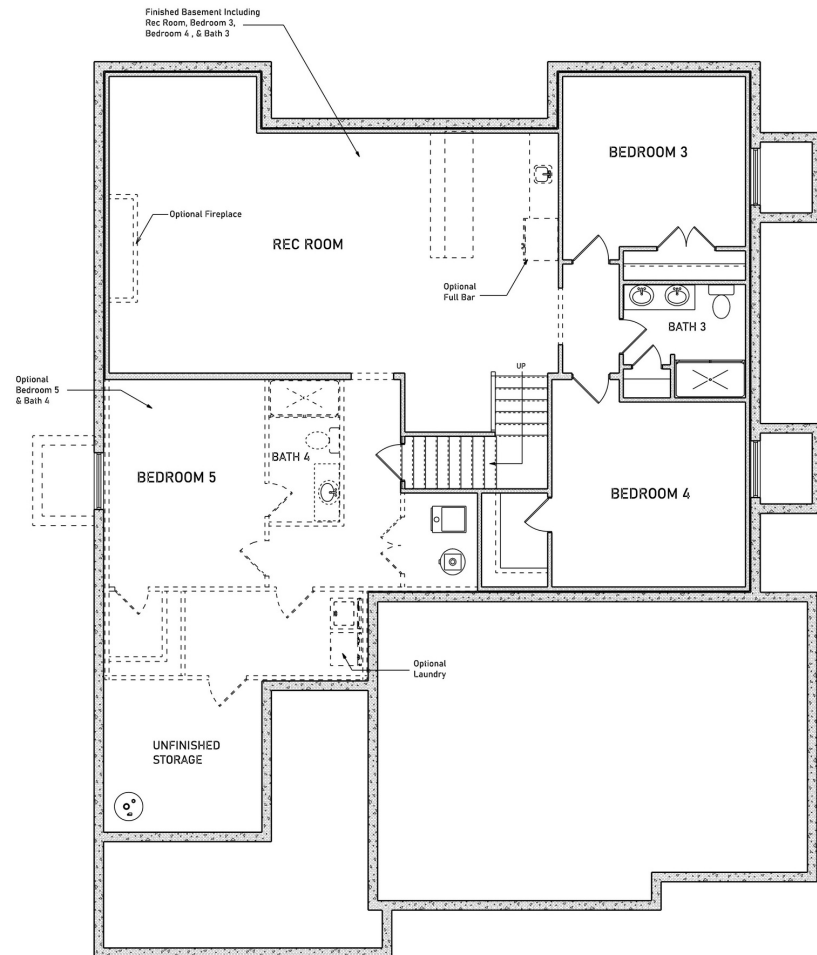 Finished Basement Including
Rec Room, Bedroom 3,
Bedroom 4 , & Bath 3
BEDROOM 3
Optional Fireplace
REC ROOM
Optional
Full Bar
BATH 3
UP
Optional
Bedroom 5
& Bath 4
BATH 4
BEDROOM 5
BEDROOM 4
Optional
Laundry
UNFINISHED
STORAGE